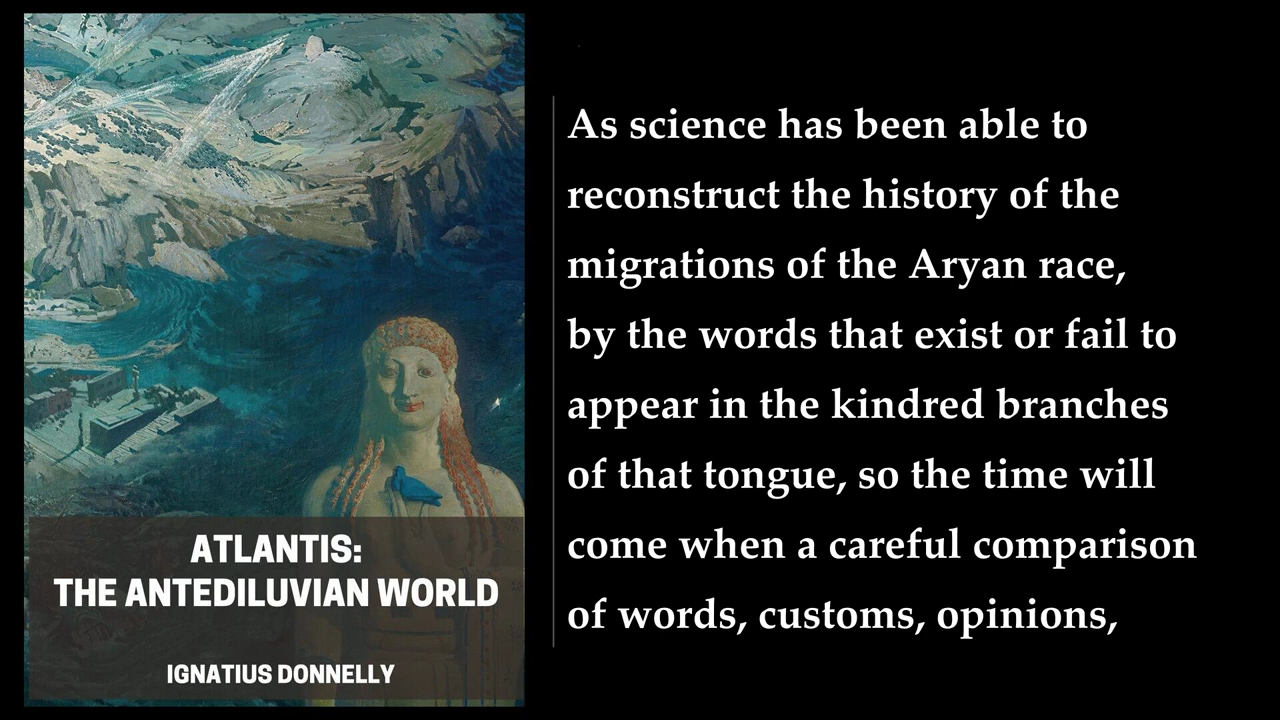 ATLANTIS:
THE ANTEDILUVIAN WORLD
IGNATIUS DONNELLY
As science has been able to
reconstruct the history of the
migrations of the Aryan race,
by the words that exist or fail to
appear in the kindred branches
of that tongue, so the time will
come when a careful comparison
of words, customs, opinions,